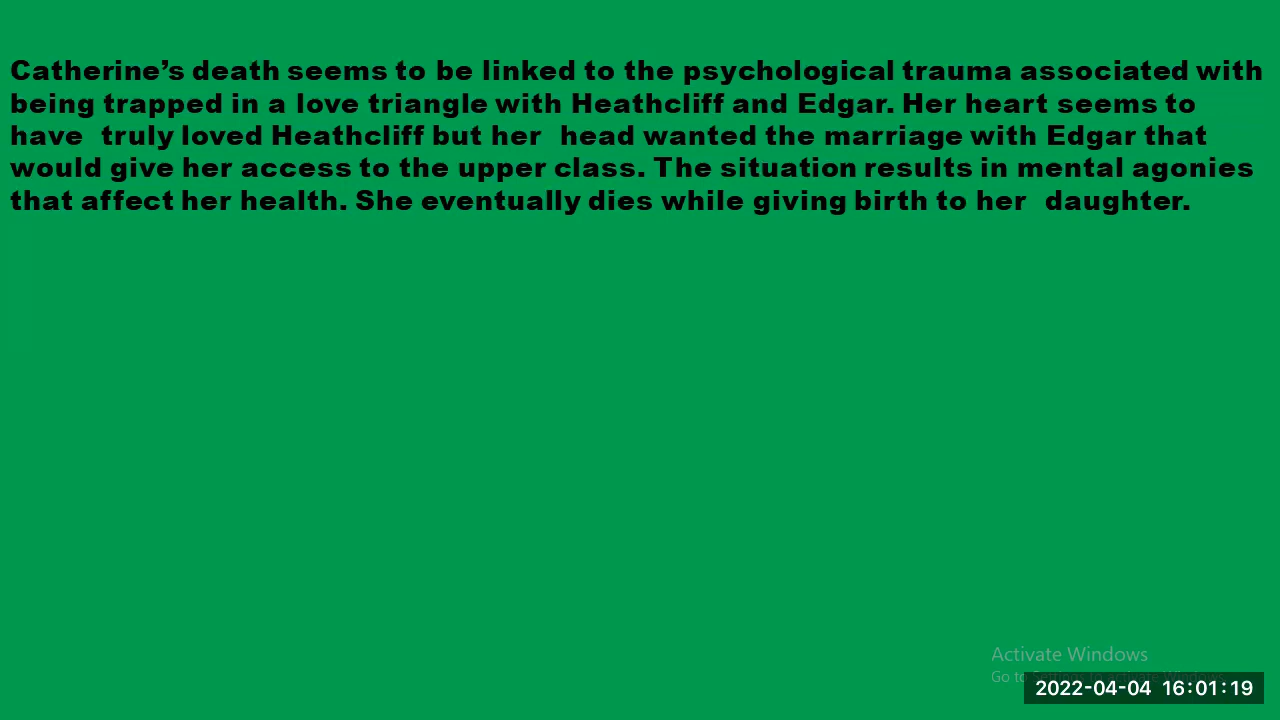 Catherine’s death seems to be linked to the psychological trauma associated with
being trapped in a love triangle with Heathcliff and Edgar. Her heart seems to
have  truly loved Heathcliff but her  head wanted the marriage with Edgar that
would give her access to the upper class. The situation results in mental agonies
that affect her health. She eventually dies while giving birth to her  daughter.
Activate Windows
Go to
2022-04-04 16:01:19